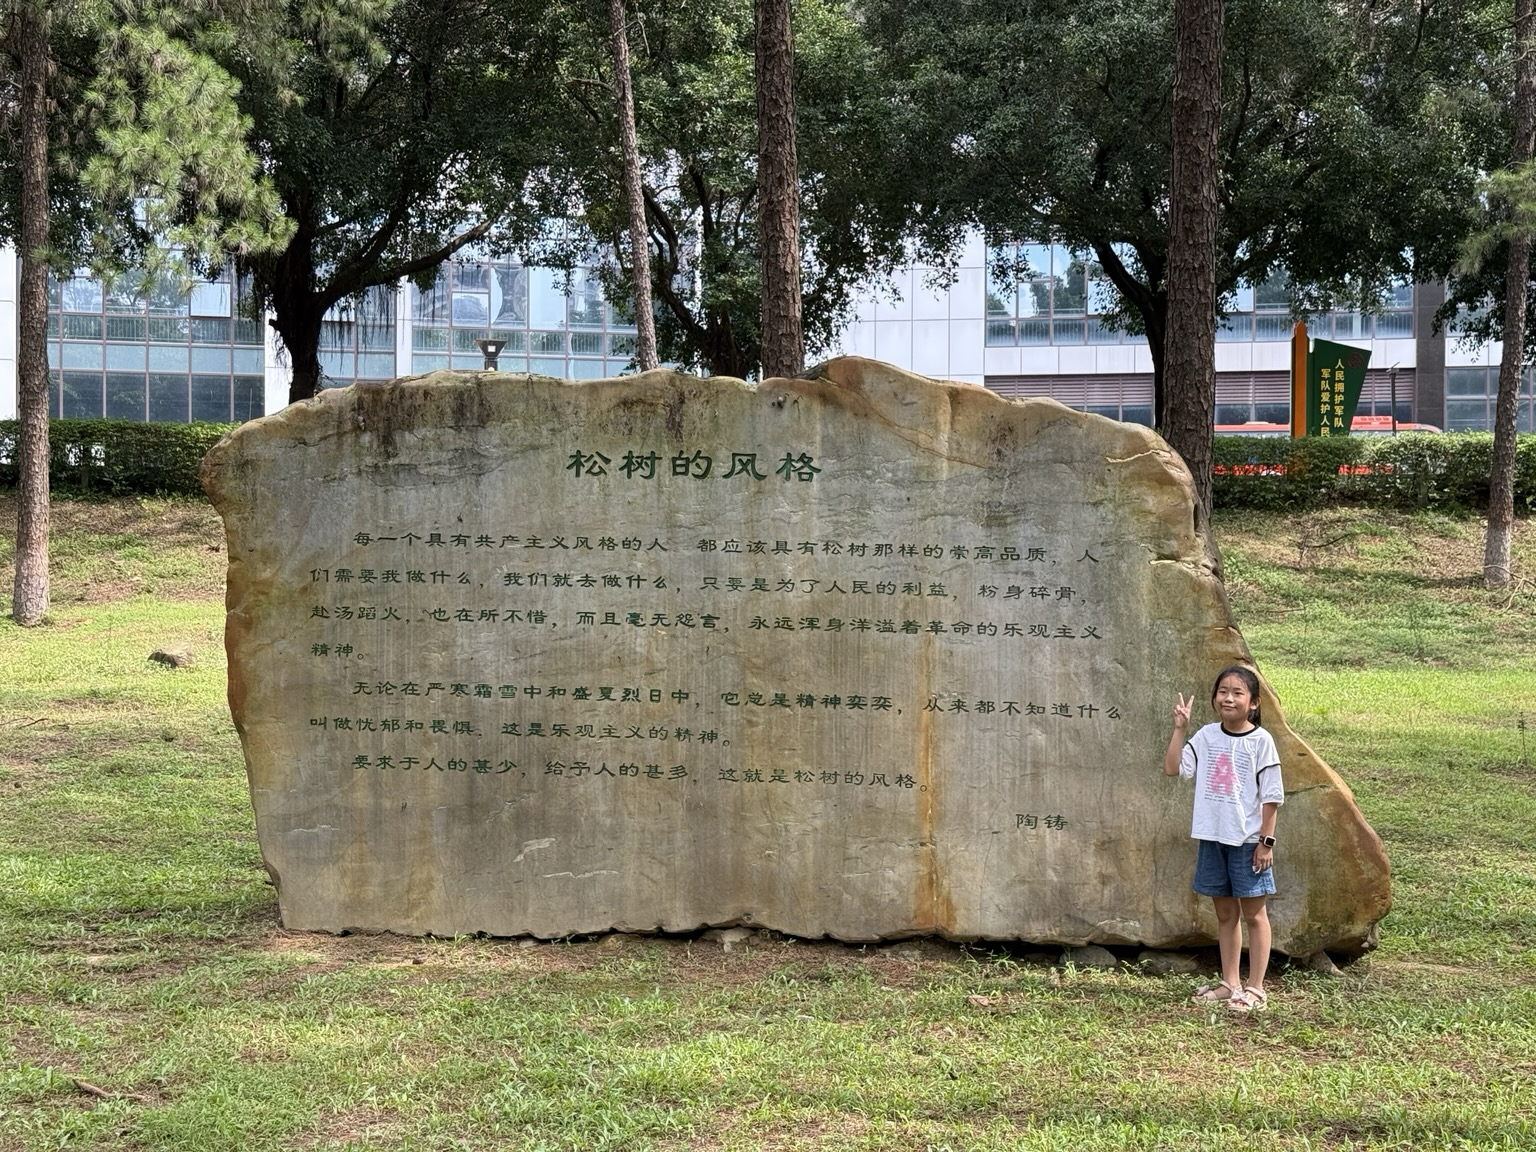 松树的风格
每一个具有共产主义风格的人 都应该具有松树那样的崇高品质，人
们需要我做什么，我们就去做什么，只要是为了人民的利益，粉身碎骨，
赴汤蹈火，也在所不惜，而且毫无怨言，永远浑身洋溢着革命的乐观主义
精神。
无论在严寒霜雪中和盛夏烈日中，它总是精神奕奕，从来都不知道什么
叫做忧郁和畏惧．这是乐观主义的精神。
要求于人的甚少，给予人的甚多，这就是松树的风格。
陶铸
人民拥护军队
军队爱护人民
A